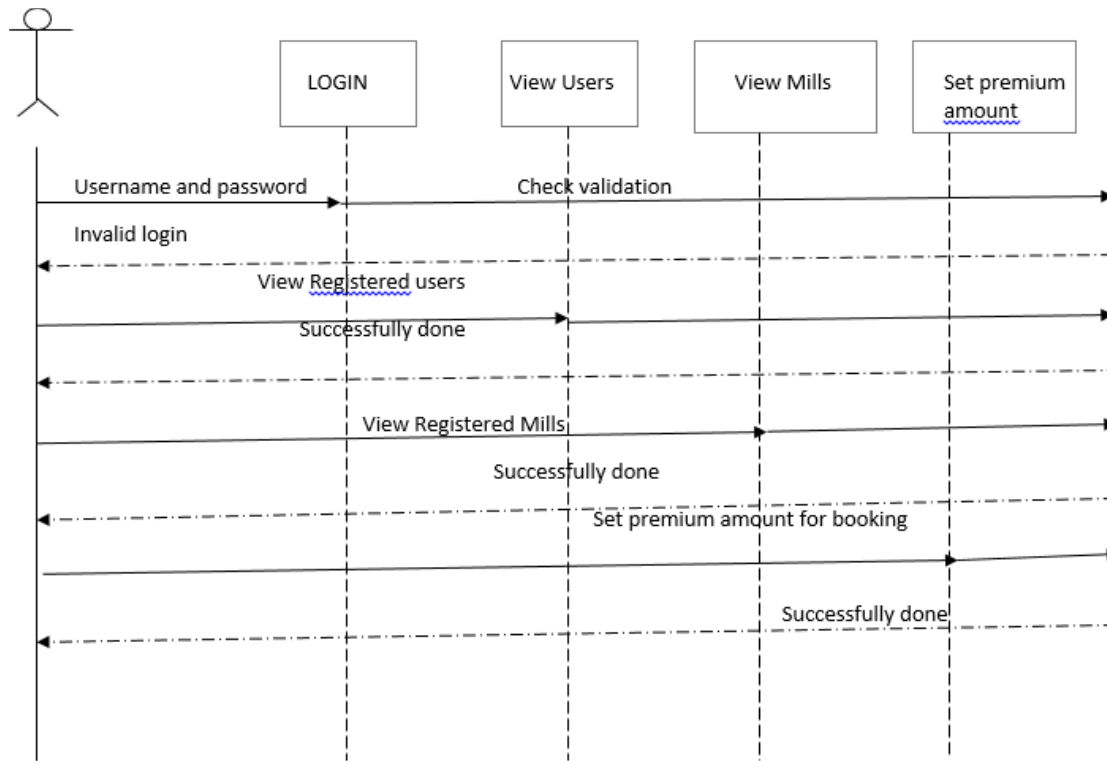 LOGIN
View Users
View Mills
Set premium
amount
Username and password
Check validation
Invalid login
View Registered users
Successfully done
View Registered Mills
Successfully done
Set premium amount for booking
Successfully done